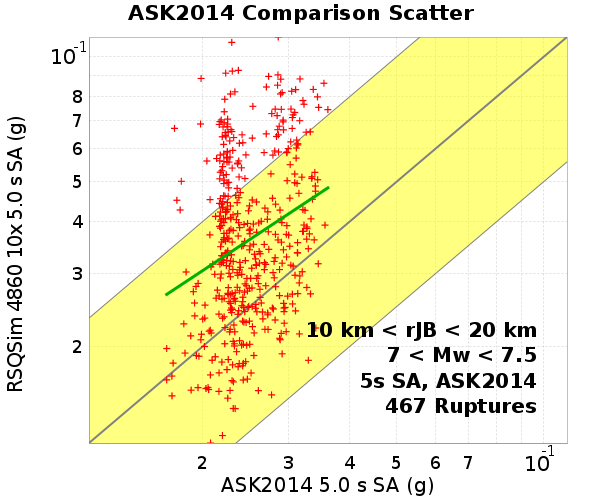 ASK2014 Comparison Scatter
RSQSim 4860 10x 5.0 s SA (g)
10-1
8
7
6
5
4
3
2
10 km < rJB < 20 km
7 < Mw < 7.5
5s SA, ASK2014
467 Ruptures
2 3 4 5 6 7 10-1
ASK2014 5.0 s SA (g)